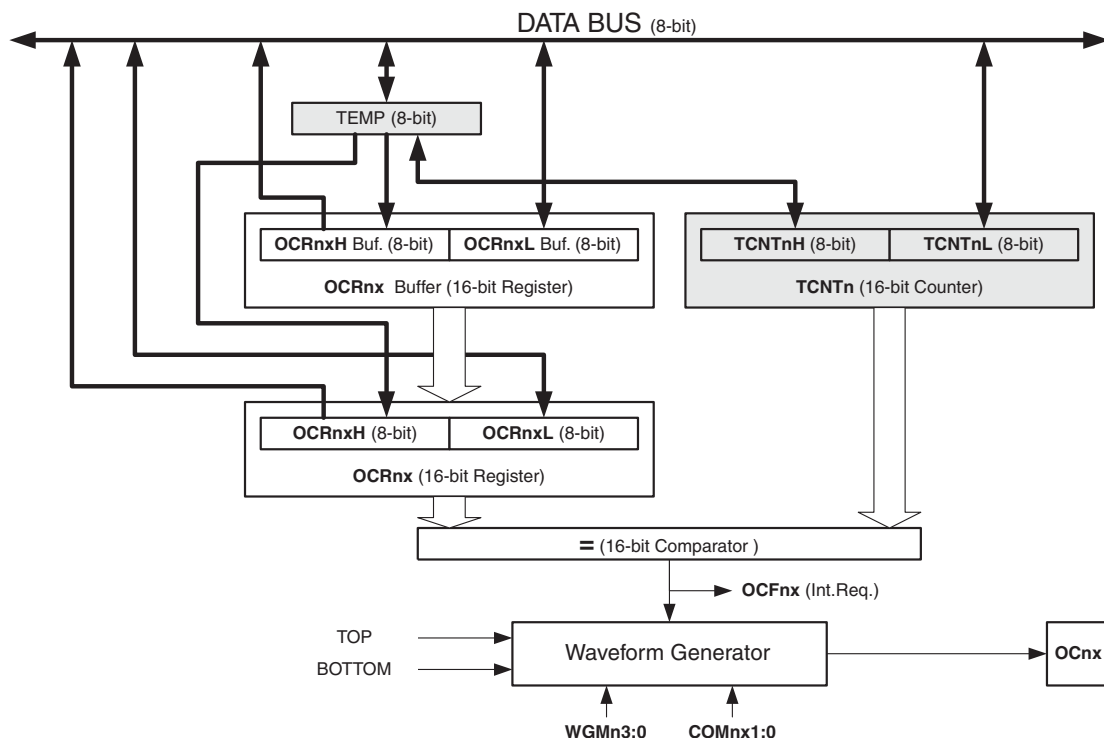 DATA BUS (8-bit)
TEMP (8-bit)
OCRnxH Buf. (8-bit)
OCRnxL Buf. (8-bit)
OCRnx Buffer (16-bit Register)
TCNTnH (8-bit)
TCNTnL (8-bit)
TCNTn (16-bit Counter)
OCRnxH (8-bit)
OCRnxL (8-bit)
OCRnx (16-bit Register)
= (16-bit Comparator )
OCFnx (Int.Req.)
TOP
BOTTOM
Waveform Generator
OCnx
WGMn3:0
COMnx1:0